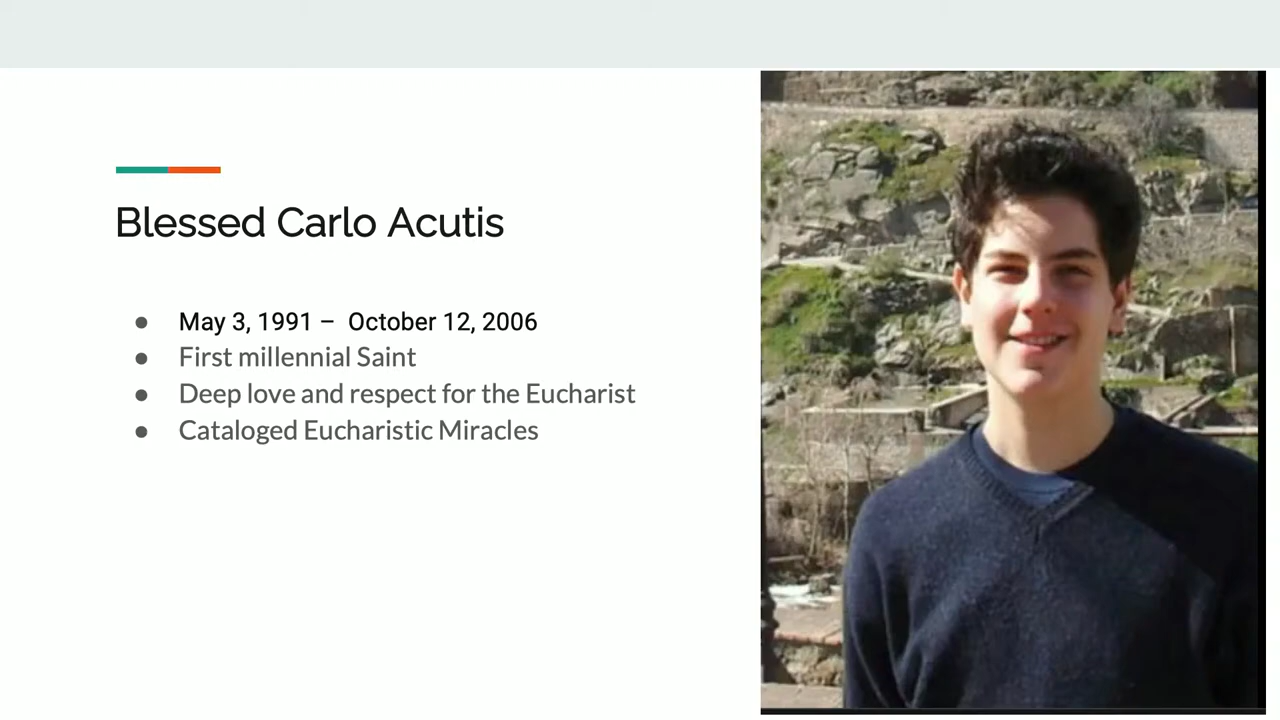 Blessed Carlo Acutis
● May 3, 1991 – October 12, 2006
● First millennial Saint
● Deep love and respect for the Eucharist
● Cataloged Eucharistic Miracles